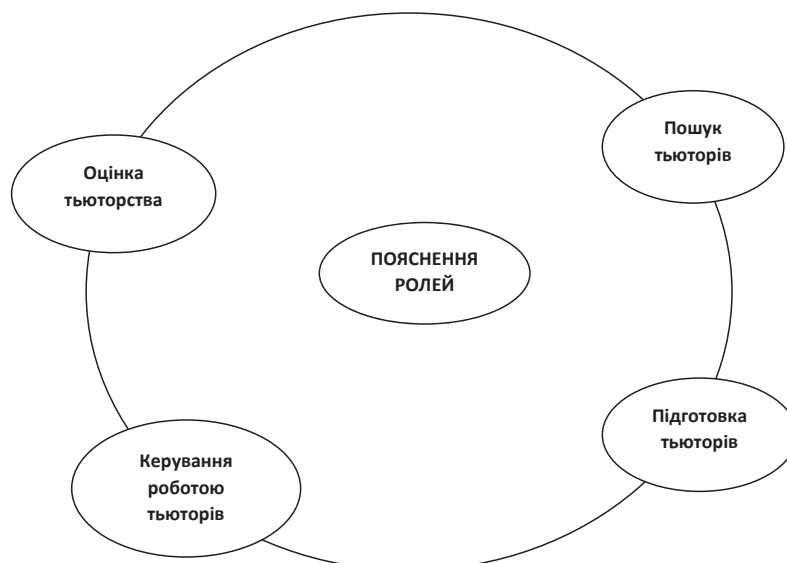 Пошук
тьюторів
Оцінка
тьюторства
ПОЯСНЕННЯ
РОЛЕЙ
Підготовка
тьюторів
Керування
роботою
тьюторів